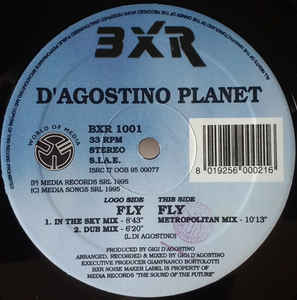 BXR
D'AGOSTINO PLANET
WORLD OF MEDIA
BXR 1001
33 RPM
STEREO
S.I.A.E.
ISRC IT 00B 95 00077
8 019256 000216
(P) MEDIA RECORDS SRL 1995
(C) MEDIA SONGS SRL 1995
LOGO SIDE
FLY
1. IN THE SKY MIX - 8'43"
2. DUB MIX - 6'20"
THIS SIDE
FLY
METROPOLITAN MIX - 10'13"
(L.DI AGOSTINO)
PRODUCED BY GIGI D'AGOSTINO
ARRANGED, RECORDED & MIXED BY GIGI D'AGOSTINO
EXECUTIVE PRODUCER GIANFRANCO BORTOLOTTI
BXR NOISE MAKER LABEL IS PROPERTY OF
MEDIA RECORDS "THE SOUND OF THE FUTURE"